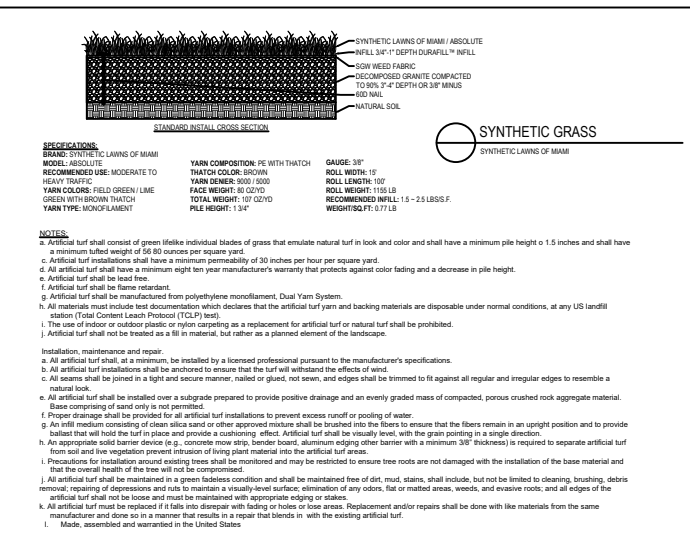 SYNTHETIC LAWNS OF MIAMI / ABSOLUTE
INFILL 3/4"-1" DEPTH DURAFILL™ INFILL
SGW WEED FABRIC
DECOMPOSED GRANITE COMPACTED
TO 90% 3"-4" DEPTH OR 3/8" MINUS
60D NAIL
NATURAL SOIL
STANDARD INSTALL CROSS SECTION
SYNTHETIC GRASS
SYNTHETIC LAWNS OF MIAMI
SPECIFICATIONS:
BRAND: SYNTHETIC LAWNS OF MIAMI
MODEL: ABSOLUTE
RECOMMENDED USE: MODERATE TO
HEAVY TRAFFIC
YARN COLORS: FIELD GREEN / LIME
GREEN WITH BROWN THATCH
YARN TYPE: MONOFILAMENT
YARN COMPOSITION: PE WITH THATCH
THATCH COLOR: BROWN
YARN DENIER: 9000 / 5000
FACE WEIGHT: 80 OZ/YD
TOTAL WEIGHT: 107 OZ/YD
PILE HEIGHT: 1 3/4"
GAUGE: 3/8"
ROLL WIDTH: 15'
ROLL LENGTH: 100'
ROLL WEIGHT: 1155 LB
RECOMMENDED INFILL: 1.5 ~ 2.5 LBS/S.F.
WEIGHT/SQ.FT: 0.77 LB
NOTES:
a. Artificial turf shall consist of green lifelike individual blades of grass that emulate natural turf in look and color and shall have a minimum pile height o 1.5 inches and shall have
a minimum tufted weight of 56 80 ounces per square yard.
c. Artificial installations shall have a minimum permeability of 30 inches per hour per square yard.
d. All artificial turf shall have a minimum eight ten year manufacturer's warranty that protects against color fading and a decrease in pile height.
e. Artificial turf shall be lead free.
f. Artificial turf shall be flame retardant.
g. Artificial turf shall be manufactured from polyethylene monofilament, Dual Yarn System.
h. All materials must include test documentation which declares that the artificial turf yarn and backing materials are disposable under normal conditions, at any US landfill
station (Total Content Leach Protocol (TCLP) test).
i. The use of indoor or outdoor plastic or nylon carpeting as a replacement for artificial turf or natural turf shall be prohibited.
j. Artificial turf shall not be treated as a fill in material, but rather as a planned element of the landscape.
Installation, maintenance and repair.
a. All artificial turf shall, at a minimum, be installed by a licensed professional pursuant to the manufacturer's specifications.
b. All artificial turf installations shall be anchored to ensure that the turf will withstand the effects of wind.
c. All seams shall be joined in a tight and secure manner, nailed or glued, not sewn, and edges shall be trimmed to fit against all regular and irregular edges to resemble a
natural look.
e. All artificial turf shall be installed over a subgrade prepared to provide positive drainage and an evenly graded mass of compacted, porous crushed rock aggregate material.
Base comprising of sand only is not permitted.
f. Proper drainage shall be provided for all artificial turf installations to prevent excess runoff or pooling of water.
g. An infill medium consisting of clean silica sand or other approved mixture shall be brushed into the fibers to ensure that the fibers remain in an upright position and to provide
ballast that will hold the turf in place and provide a cushioning effect. Artificial turf shall be visually level, with the grain pointing in a single direction.
h. An appropriate solid barrier device (e.g., concrete mow strip, bender board, aluminum edging other barrier with a minimum 3/8" thickness) is required to separate artificial turf
from soil and live vegetation prevent intrusion of living plant material into the artificial turf areas.
i. Precautions for installation around existing trees shall be monitored and may be restricted to ensure tree roots are not damaged with the installation of the base material and
that the overall health of the tree will not be compromised.
j. All artificial turf shall be maintained in a green fadeless condition and shall be maintained free of dirt, mud, stains, shall include, but not be limited to cleaning, brushing, debris
removal; repairing of depressions and ruts to maintain a visually-level surface; elimination of any odors, flat or matted areas, weeds, and evasive roots; and all edges of the
artificial turf shall not be loose and must be maintained with appropriate edging or stakes.
k. All artificial turf must be replaced if it falls into disrepair with fading or holes or lose areas. Replacement and/or repairs shall be done with like materials from the same
manufacturer and done so in a manner that results in a repair that blends in with the existing artificial turf.
l. Made, assembled and warrantied in the United States